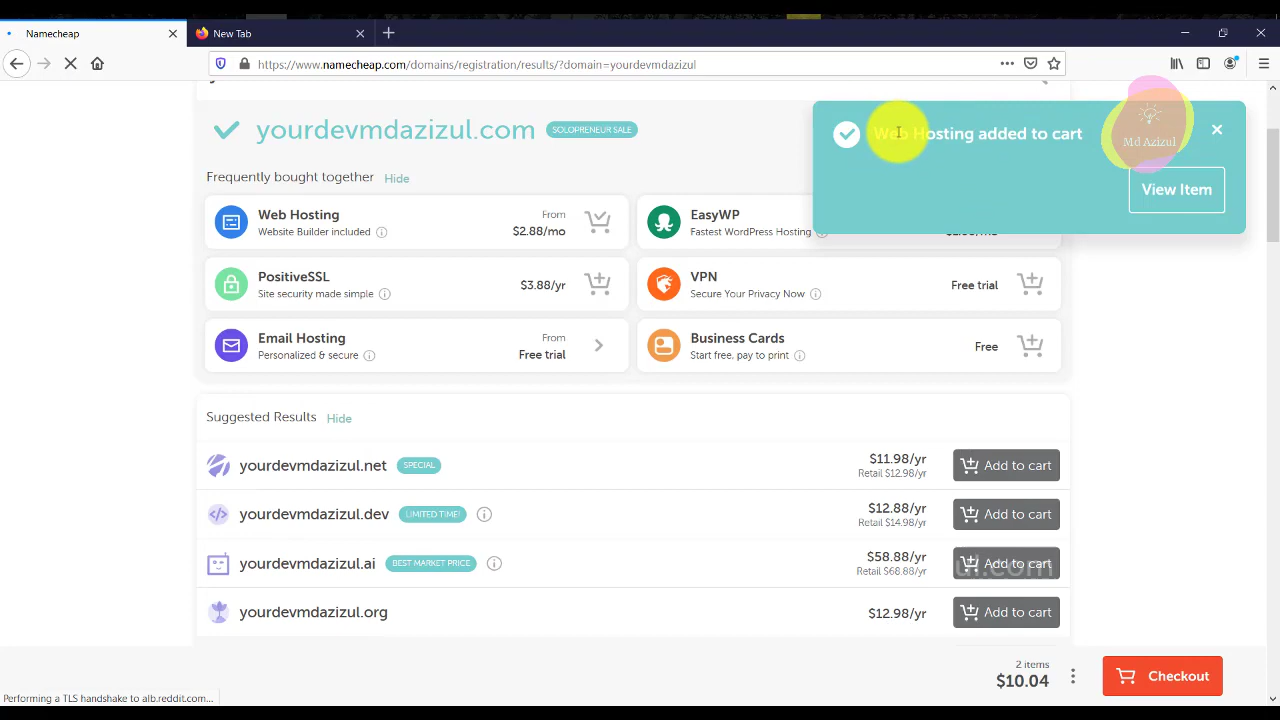 Namecheap
New Tab
https://www.namecheap.com/domains/registration/results/?domain=yourdevmdazizul
yourdevmdazizul.com
SOLOPRENEUR SALE
Web Hosting added to cart
Md Azizul
View Item
Frequently bought together Hide
Web Hosting
Website Builder included
From
$2.88/mo
EasyWP
Fastest WordPress Hosting
PositiveSSL
Site security made simple
$3.88/yr
VPN
Secure Your Privacy Now
Free trial
Email Hosting
Personalized & secure
From
Free trial
Business Cards
Start free, pay to print
Free
Suggested Results Hide
yourdevmdazizul.net SPECIAL
$11.98/yr
Retail $12.98/yr
Add to cart
yourdevmdazizul.dev LIMITED TIME!
$12.88/yr
Retail $14.98/yr
Add to cart
yourdevmdazizul.ai BEST MARKET PRICE
$58.88/yr
Retail $68.88/yr
Add to cart
ul.com
yourdevmdazizul.org
$12.98/yr
Add to cart
2 items
$10.04
Checkout
Performing a TLS handshake to alb.reddit.com...